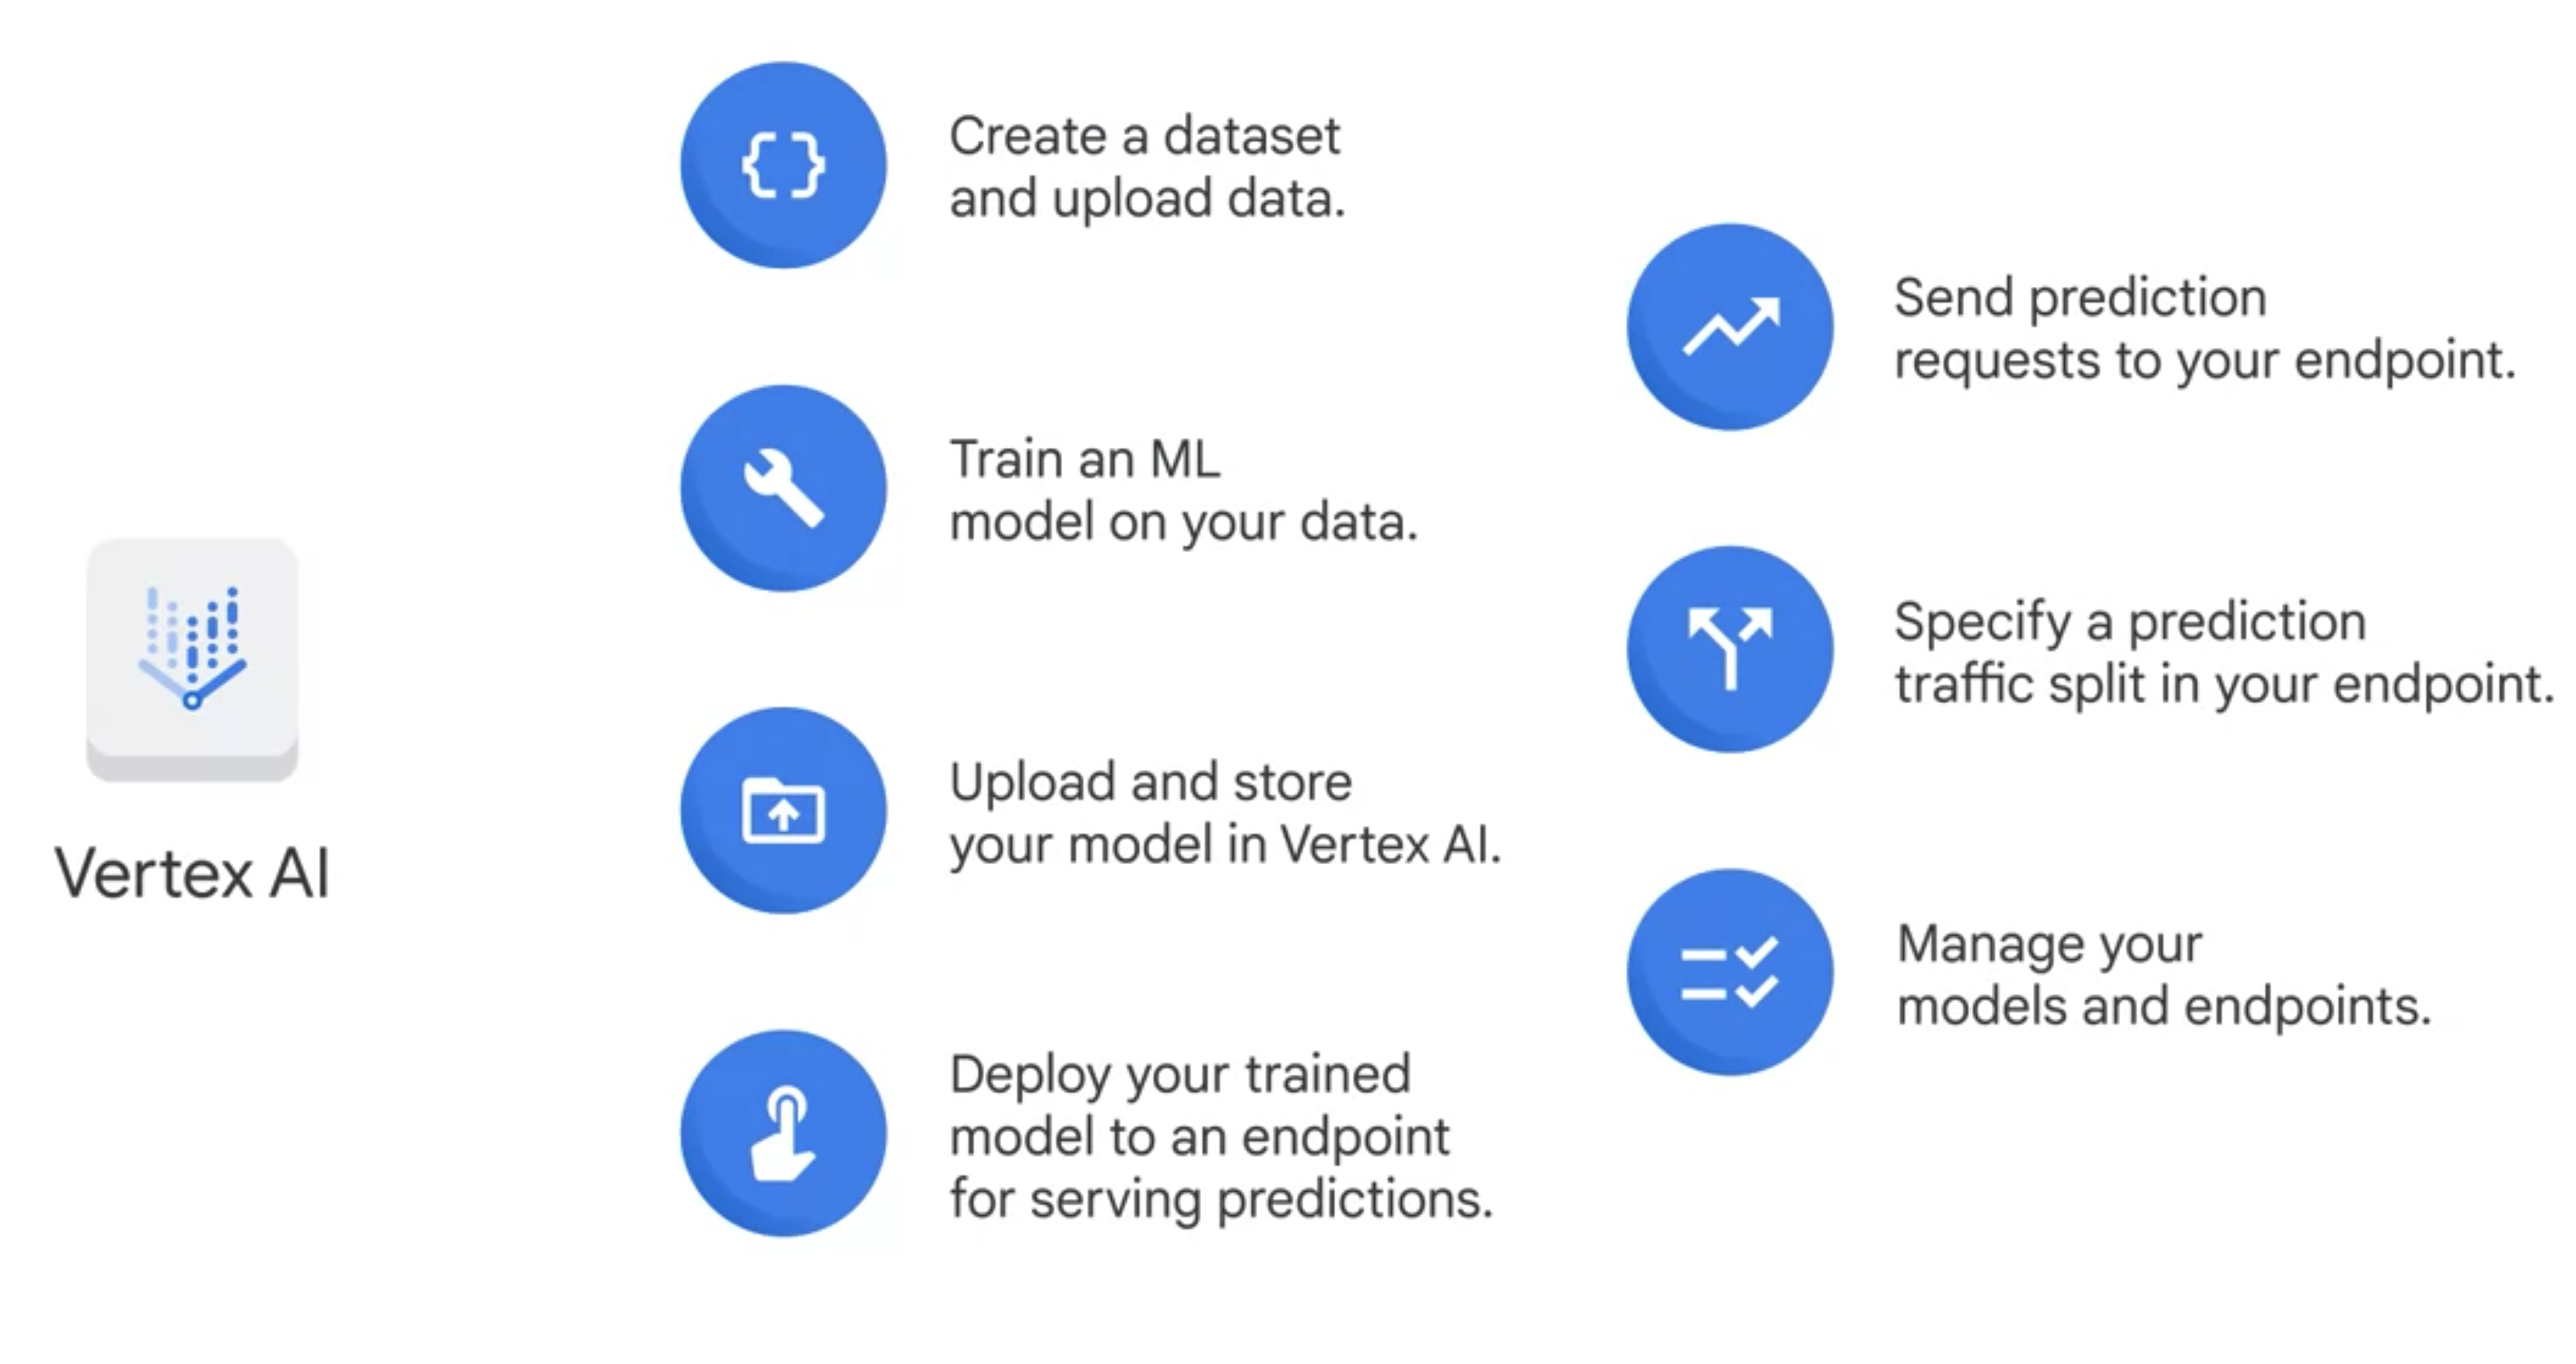 Vertex AI
Create a dataset
and upload data.
Train an ML
model on your data.
Upload and store
your model in Vertex AI.
Deploy your trained
model to an endpoint
for serving predictions.
Send prediction
requests to your endpoint.
Specify a prediction
traffic split in your endpoint.
Manage your
models and endpoints.